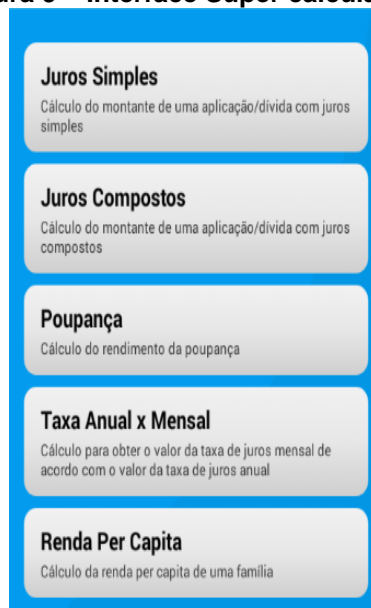 Interface Super
Juros Simples
Cálculo do montante de uma aplicação/dívida com juros
simples
Juros Compostos
Cálculo do montante de uma aplicação/dívida com juros
compostos
Poupança
Cálculo do rendimento da poupança
Taxa Anual x Mensal
Cálculo para obter o valor da taxa de juros mensal de
acordo com o valor da taxa de juros anual
Renda Per Capita
Cálculo da renda per capita de uma família